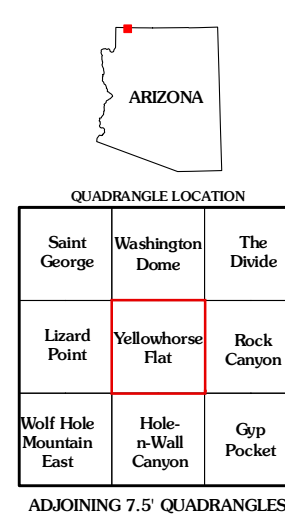 ARIZONA
QUADRANGLE LOCATION
Saint
George
Washington
Dome
The
Divide
Lizard
Point
Yellowhorse
Flat
Rock
Canyon
Wolf Hole
Mountain
East
Hole-
n-Wall
Canyon
Gyp
Pocket
ADJOINING 7.5' QUADRANGLES